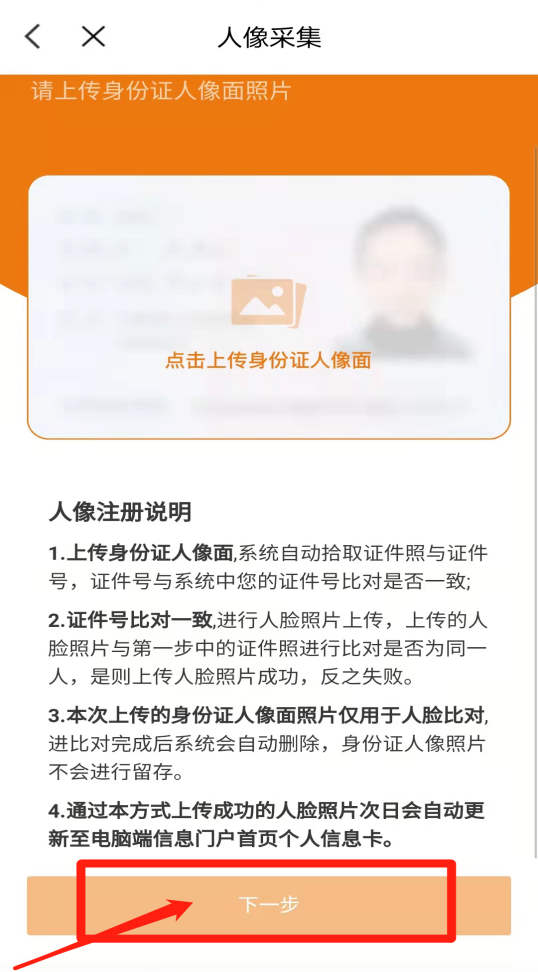 人像采集
请上传身份证人像面照片
点击上传身份证人像面
人像注册说明
1.上传身份证人像面,系统自动拾取证件照与证件
号，证件号与系统中您的证件号比对是否一致;
2.证件号比对一致,进行人脸照片上传，上传的人
脸照片与第一步中的证件照进行比对是否为同一
人，是则上传人脸照片成功，反之失败。
3.本次上传的身份证人像面照片仅用于人脸比对,
进比对完成后系统会自动删除，身份证人像照片
不会进行留存。
4.通过本方式上传成功的人脸照片次日会自动更
新至电脑端信息门户首页个人信息卡。
下一步